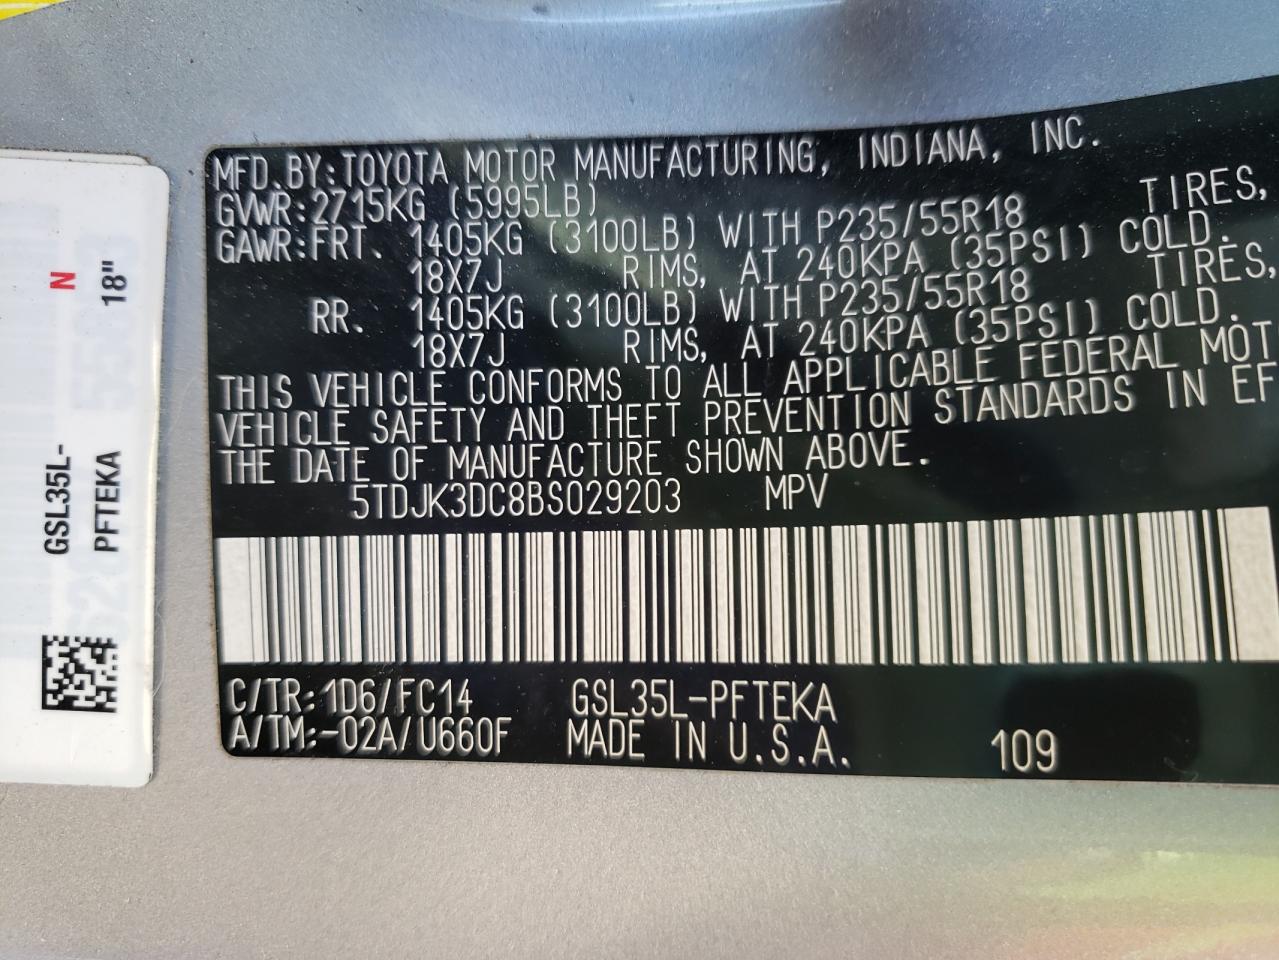 MFD.BY:TOYOTA MOTOR MANUFACTURING, INDIANA, INC.
GVWR:2715KG (5995LB)
GAWR:FRT. 1405KG (3100LB) WITH P235/55R18 TIRES,
18X7J RIMS, AT 240KPA (35PSI) COLD.
RR. 1405KG (3100LB) WITH P235/55R18 TIRES,
18X7J RIMS, AT 240KPA (35PSI) COLD.
THIS VEHICLE CONFORMS TO ALL APPLICABLE FEDERAL MOT
VEHICLE SAFETY AND THEFT PREVENTION STANDARDS IN EF
THE DATE OF MANUFACTURE SHOWN ABOVE.
5TDJK3DC8BS029203 MPV
C/TR:1D6/FC14 GSL35L-PFTEKA
A/TM:-02A/U660F MADE IN U.S.A. 109
N
18"
GSL35L-
PFTEKA